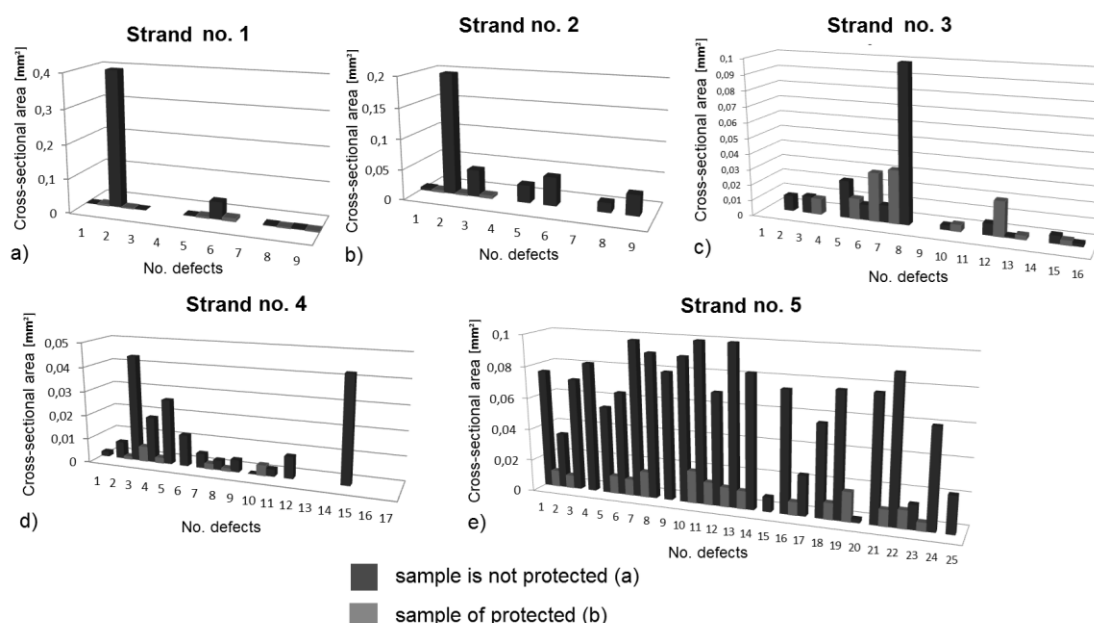 Strand no. 1
Cross-sectional area [mm²]
0,4
0,3
0,2
0,1
0
1 2 3 4 5 6 7 8 9
No. defects
a)
Strand no. 2
Cross-sectional area [mm²]
0,2
0,15
0,1
0,05
0
1 2 3 4 5 6 7 8 9
No. defects
b)
Strand no. 3
Cross-sectional area [mm²]
0,1
0,09
0,08
0,07
0,06
0,05
0,04
0,03
0,02
0,01
0
1 2 3 4 5 6 7 8 9 10 11 12 13 14 15 16
No. defects
c)
Strand no. 4
Cross-sectional area [mm²]
0,05
0,04
0,03
0,02
0,01
0
1 2 3 4 5 6 7 8 9 10 11 12 13 14 15 16 17
No. defects
d)
Strand no. 5
Cross-sectional area [mm²]
0,1
0,08
0,06
0,04
0,02
0
1 2 3 4 5 6 7 8 9 10 11 12 13 14 15 16 17 18 19 20 21 22 23 24 25
No. defects
e)
sample is not protected (a)
sample of protected (b)